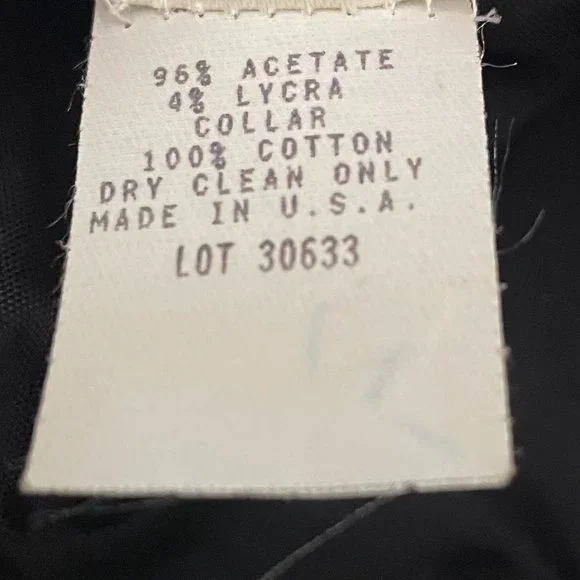 96% ACETATE
4% LYCRA
COLLAR
100% COTTON
DRY CLEAN ONLY
MADE IN U.S.A.
LOT 30633